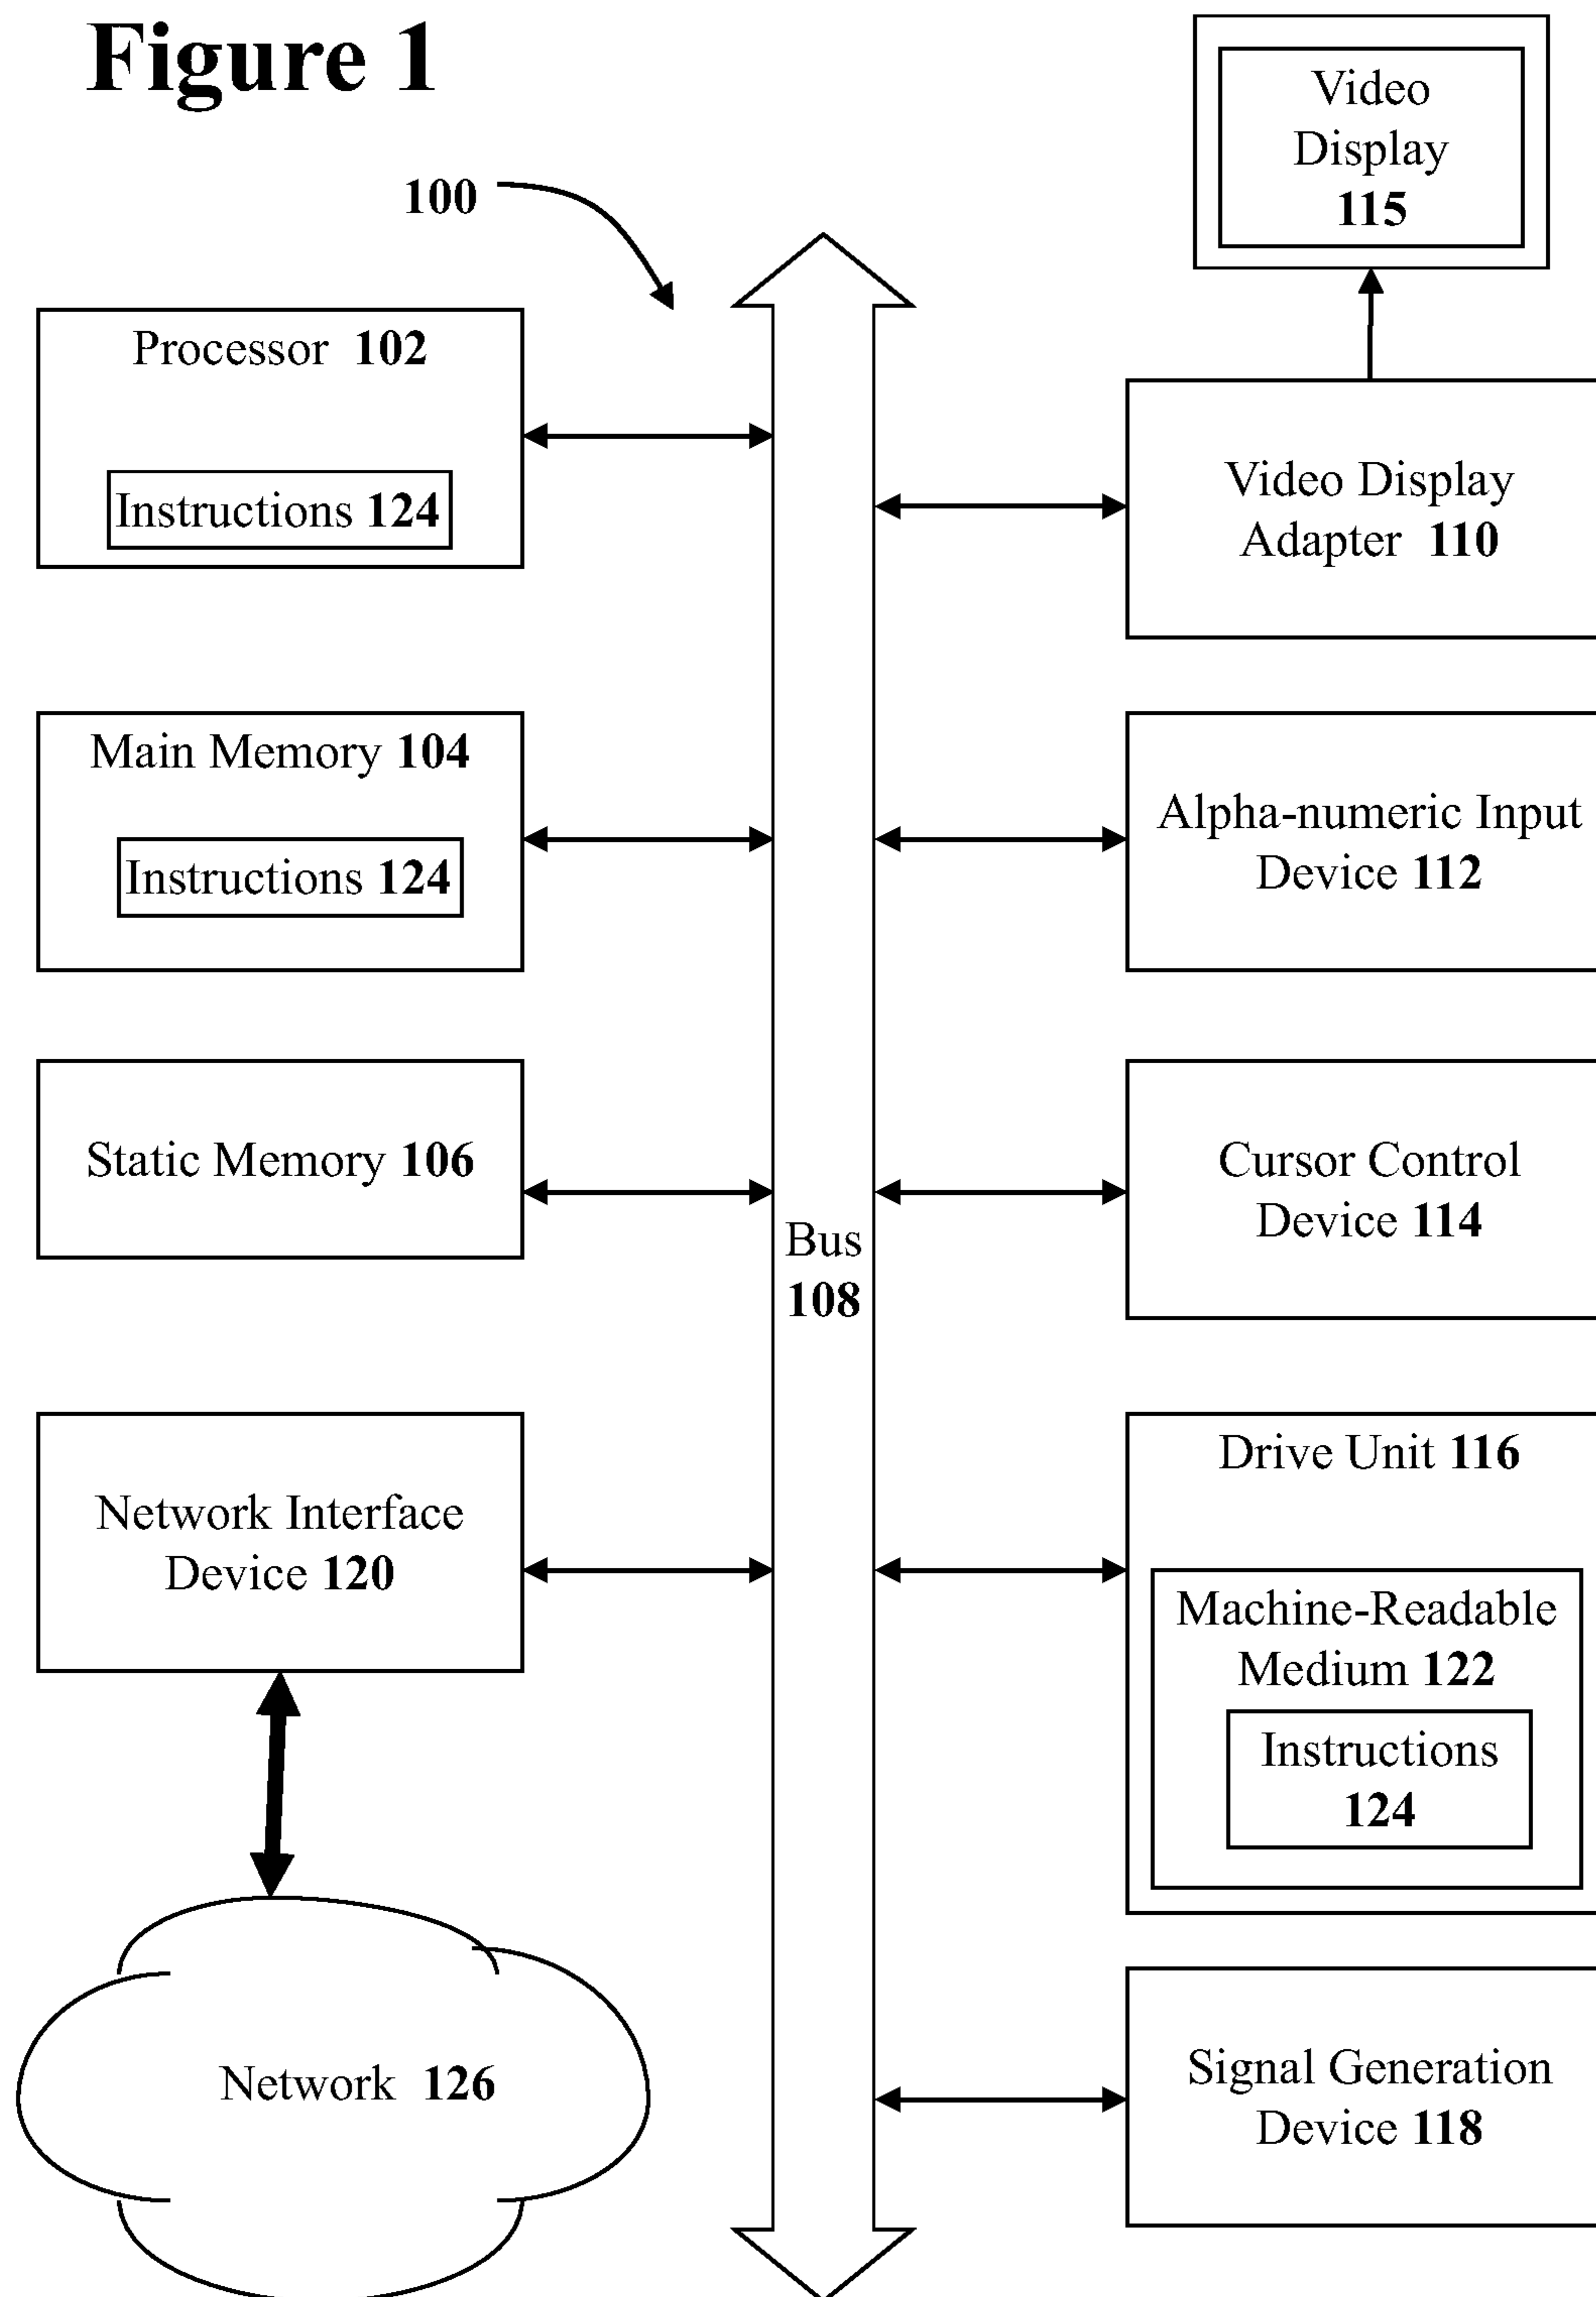 Figure 1
100
Video
Display
115
Processor 102
Instructions 124
Video Display
Adapter 110
Main Memory 104
Instructions 124
Alpha-numeric Input
Device 112
Static Memory 106
Cursor Control
Device 114
Bus
108
Network Interface
Device 120
Drive Unit 116
Machine-Readable
Medium 122
Instructions
124
Network 126
Signal Generation
Device 118